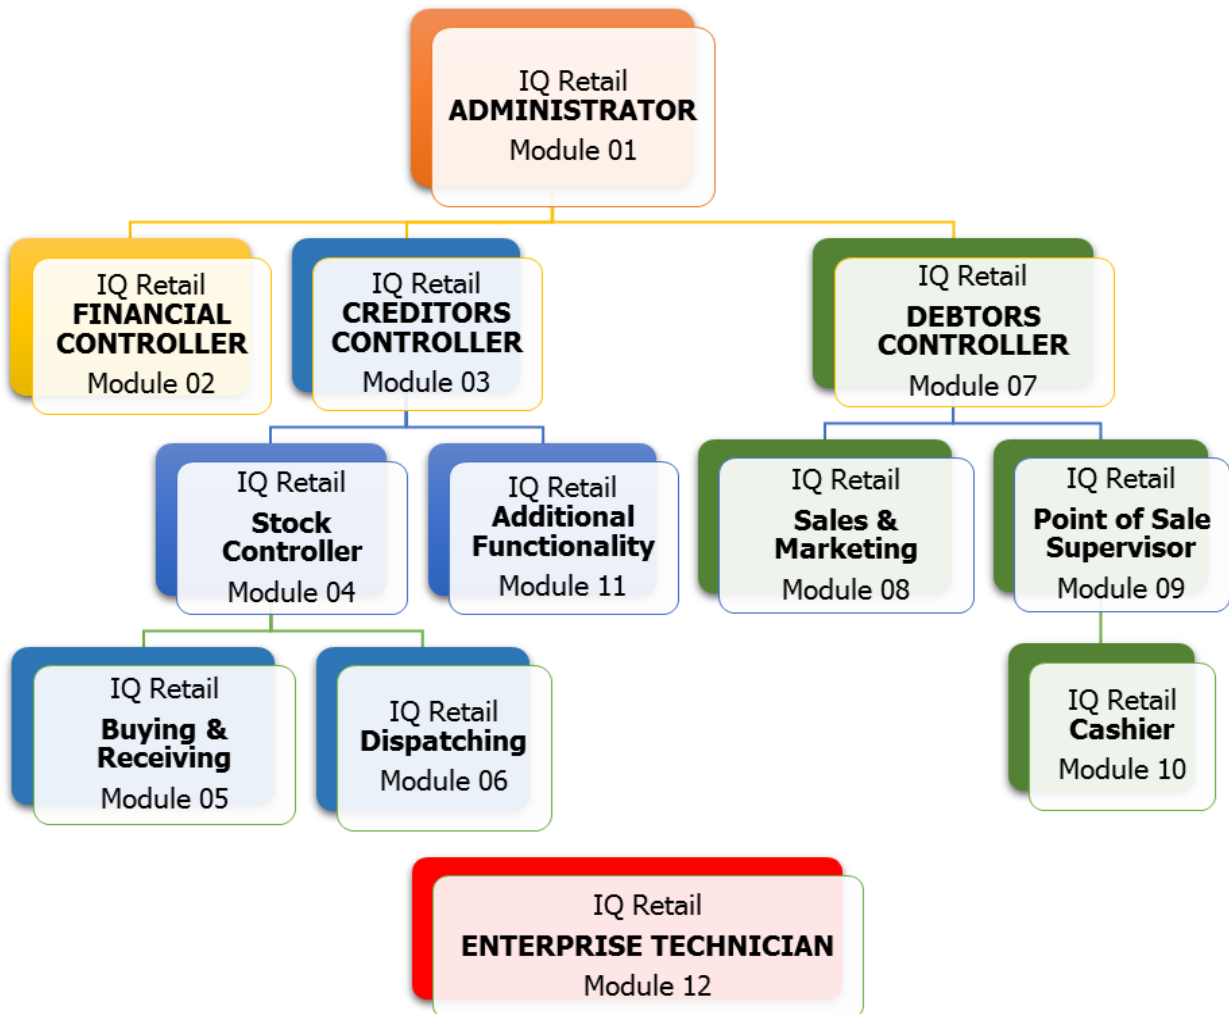 IQ Retail
ADMINISTRATOR
Module 01
IQ Retail
FINANCIAL
CONTROLLER
Module 02
IQ Retail
CREDITORS
CONTROLLER
Module 03
IQ Retail
DEBTORS
CONTROLLER
Module 07
IQ Retail
Stock
Controller
Module 04
IQ Retail
Additional
Functionality
Module 11
IQ Retail
Sales &
Marketing
Module 08
IQ Retail
Point of Sale
Supervisor
Module 09
IQ Retail
Buying &
Receiving
Module 05
IQ Retail
Dispatching
Module 06
IQ Retail
Cashier
Module 10
IQ Retail
ENTERPRISE TECHNICIAN
Module 12